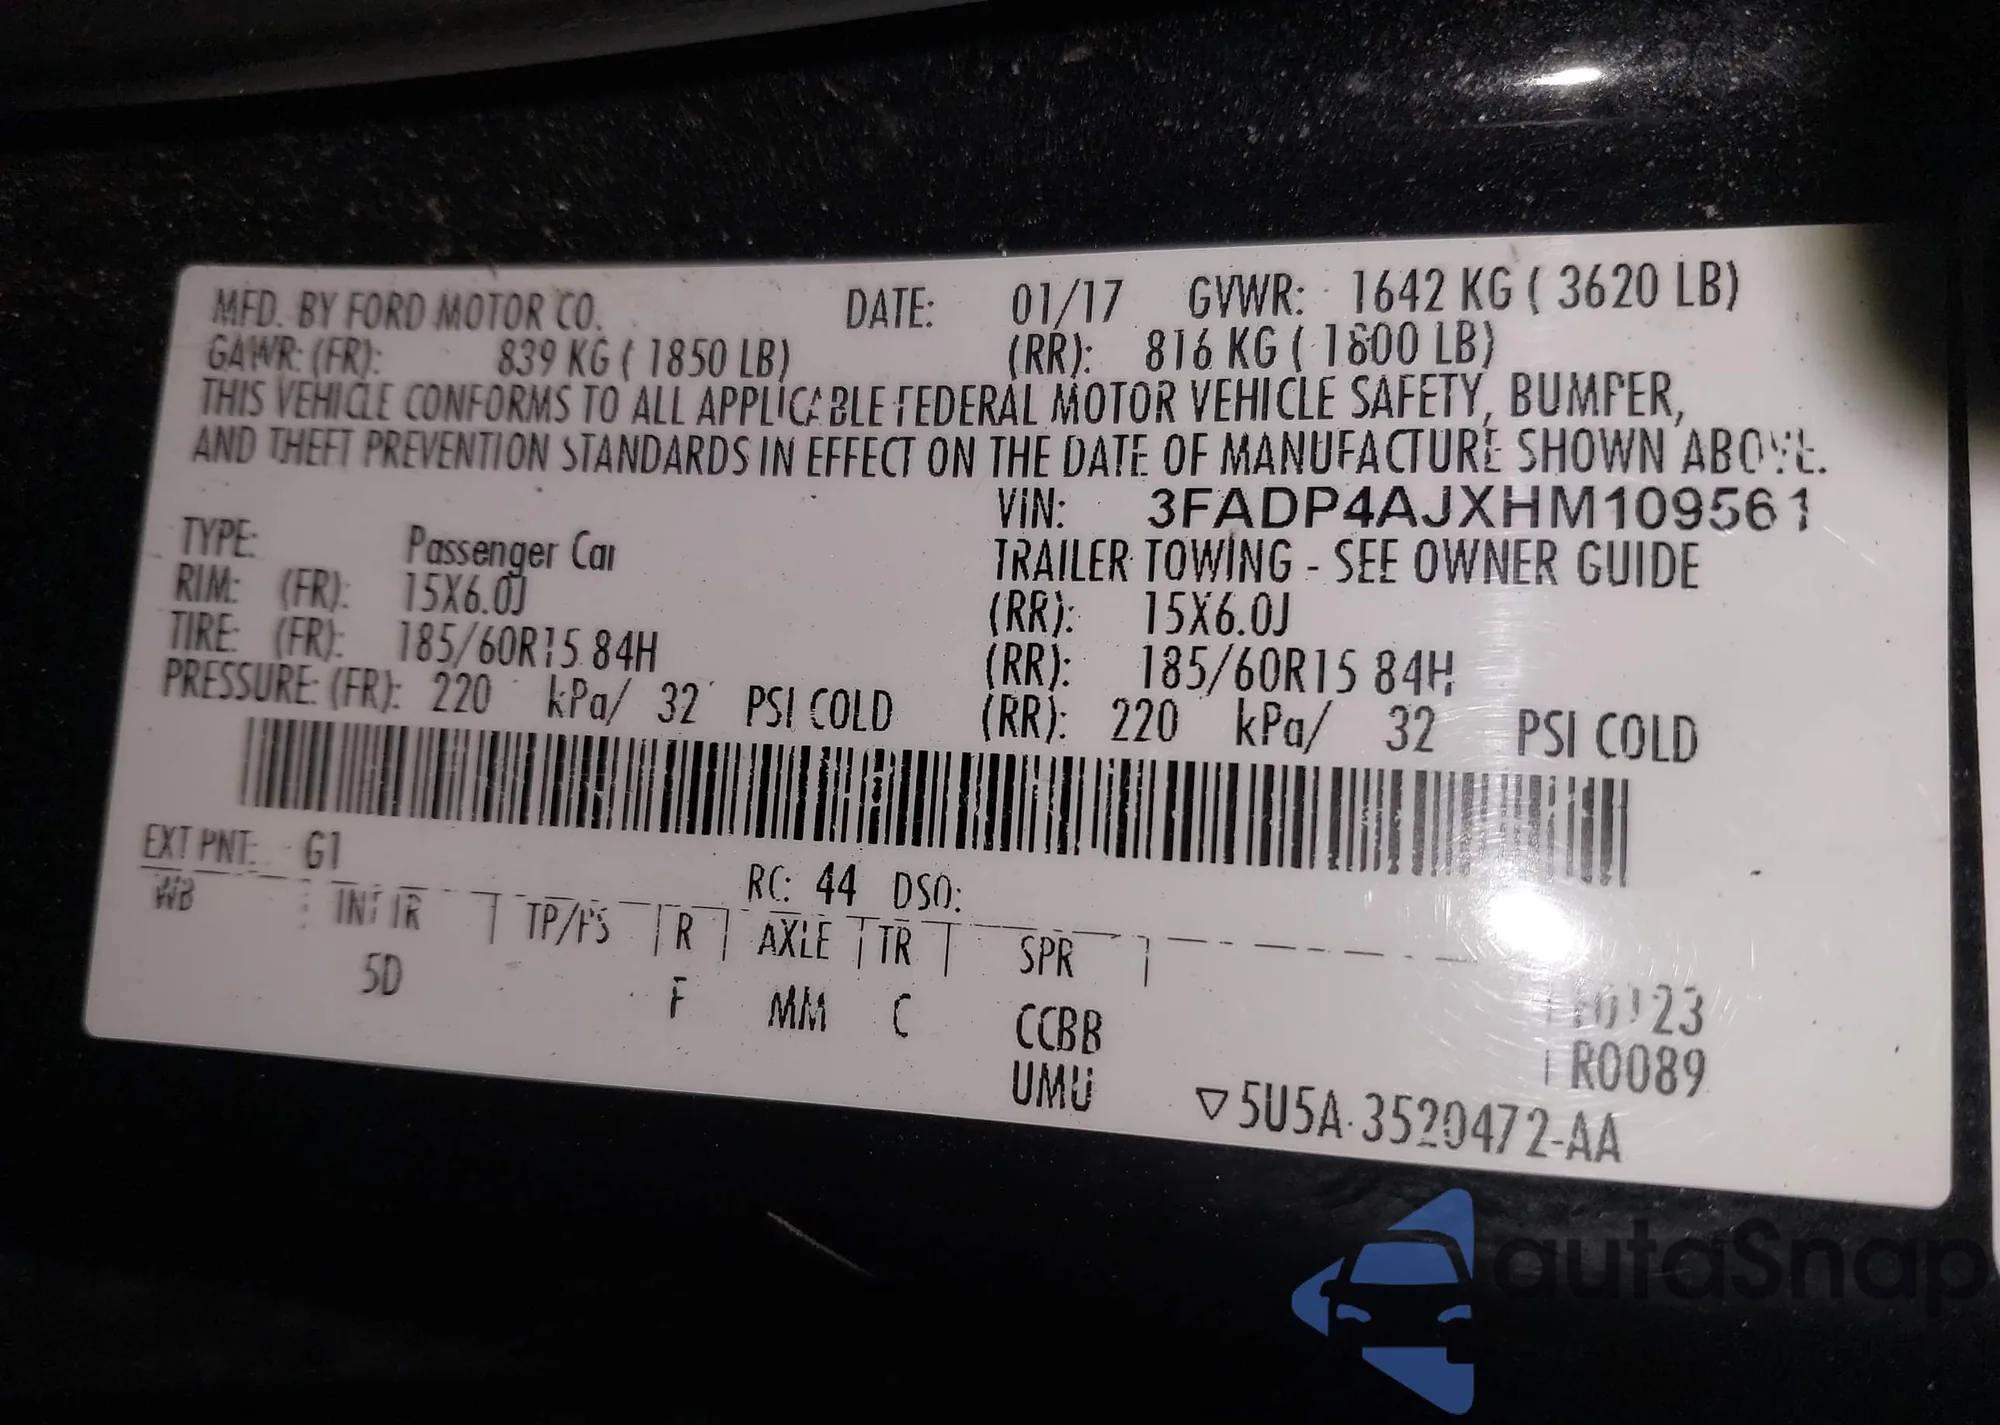 MFD. BY FORD MOTOR CO. DATE: 01/17 GVWR: 1642 KG ( 3620 LB)
GAWR: (FR): 839 KG ( 1850 LB) (RR): 816 KG ( 1800 LB)
THIS VEHICLE CONFORMS TO ALL APPLICABLE FEDERAL MOTOR VEHICLE SAFETY, BUMPER,
AND THEFT PREVENTION STANDARDS IN EFFECT ON THE DATE OF MANUFACTURE SHOWN ABOVE.
VIN: 3FADP4AJXHM109561
TYPE: Passenger Car TRAILER TOWING - SEE OWNER GUIDE
RIM: (FR): 15X6.0J (RR): 15X6.0J
TIRE: (FR): 185/60R15 84H (RR): 185/60R15 84H
PRESSURE: (FR): 220 kPa/ 32 PSI COLD (RR): 220 kPa/ 32 PSI COLD
EXT PNT: G1 RC: 44 DSO:
WB INT TR TP/PS R AXLE TR SPR
5D F MM C CCBB
UMU R0089
▽5U5A-3520472-AA
autoSnap